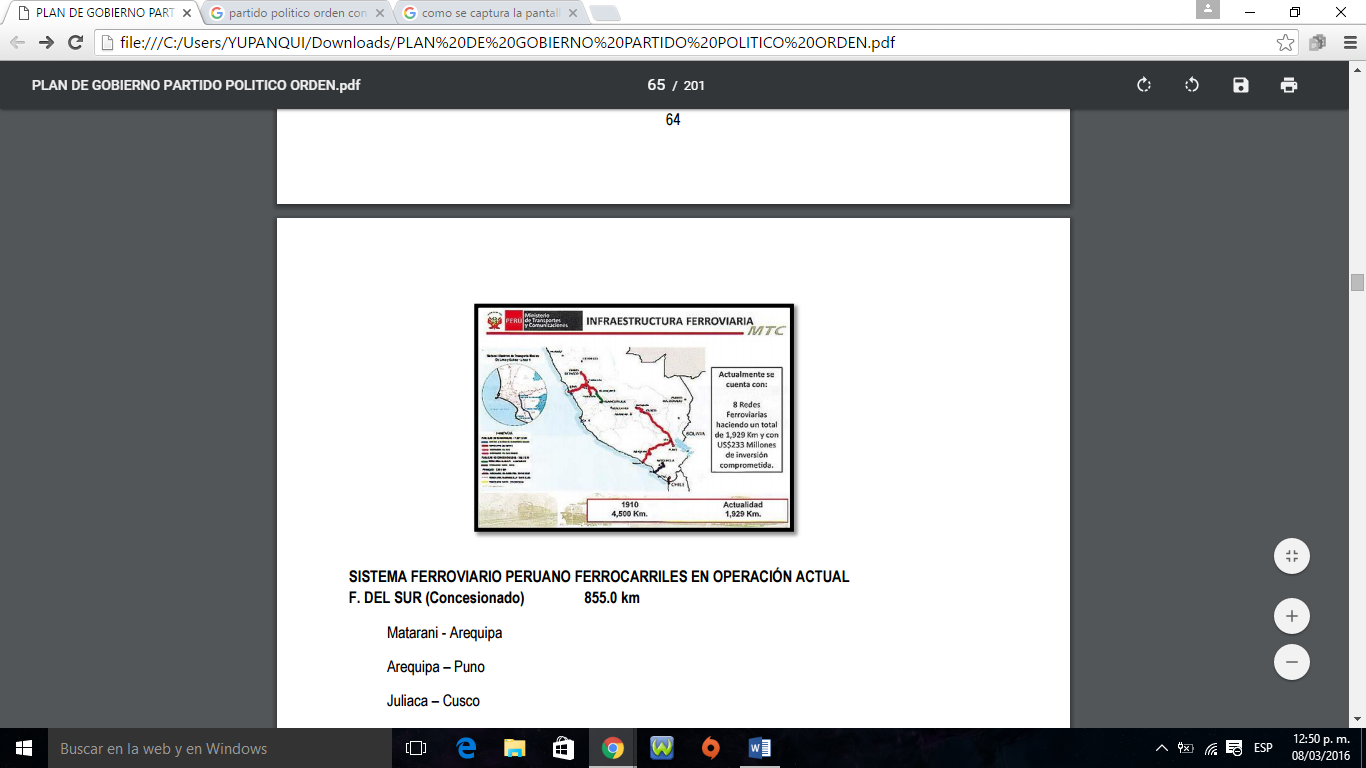 PLAN DE GOBIERNO PART
partido politico orden con
como se captura la pantal
file:///C:/Users/YUPANQUI/Downloads/PLAN%20DE%20GOBIERNO%20PARTIDO%20POLITICO%20ORDEN.pdf
PLAN DE GOBIERNO PARTIDO POLITICO ORDEN.pdf
65 / 201
64
PERÚ
Ministerio
de Transportes
y Comunicaciones
INFRAESTRUCTURA FERROVIARIA
MTC
Actualmente se
cuenta con:
8 Redes
Ferroviarias
haciendo un total
de 1,929 Km y con
US$233 Millones
de inversión
comprometida.
BOLIVIA
CHILE
1910
4,500 Km.
Actualidad
1,929 Km.
SISTEMA FERROVIARIO PERUANO FERROCARRILES EN OPERACIÓN ACTUAL
F. DEL SUR (Concesionado) 855.0 km
Matarani - Arequipa
Arequipa – Puno
Juliaca – Cusco
Buscar en la web y en Windows
ESP
12:50 p. m.
08/03/2016